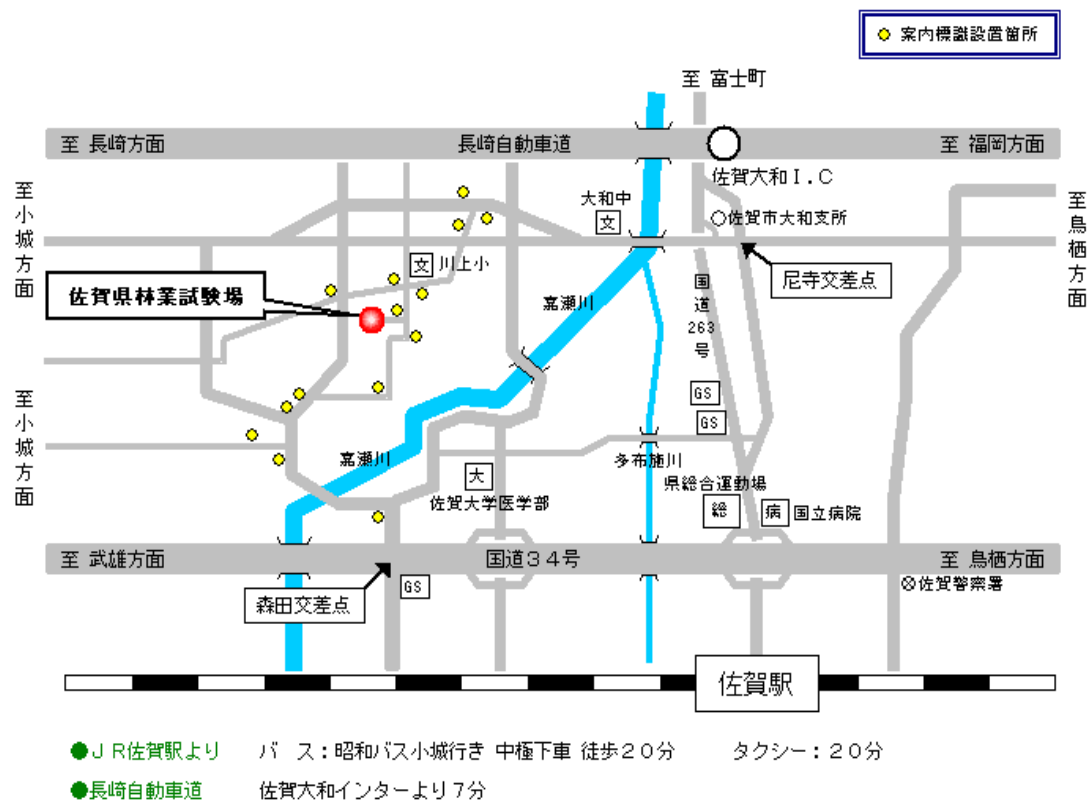 案内標識設置箇所
至 富士町
至 長崎方面
長崎自動車道
至 福岡方面
佐賀大和I.C
至小城方面
大和中
文
佐賀市大和支所
至鳥栖方面
文 川上小
佐賀県林業試験場
嘉瀬川
国道263号
尼寺交差点
至小城方面
GS
GS
嘉瀬川
大
佐賀大学医学部
多布施川
県総合運動場
総
病 国立病院
至 武雄方面
国道34号
至 鳥栖方面
佐賀警察署
森田交差点
GS
佐賀駅
●JR佐賀駅より バス:昭和バス小城行き 中極下車 徒歩20分 タクシー:20分
●長崎自動車道 佐賀大和インターより7分